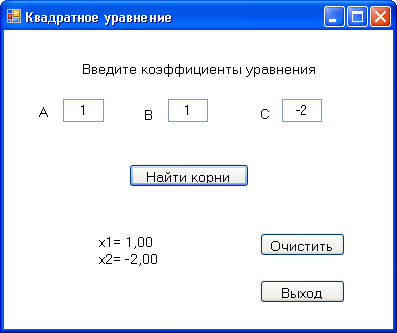 Квадратное уравнение
Введите коэффициенты уравнения
A 1 B 1 C -2
Найти корни
x1= 1,00
x2= -2,00
Очистить
Выход